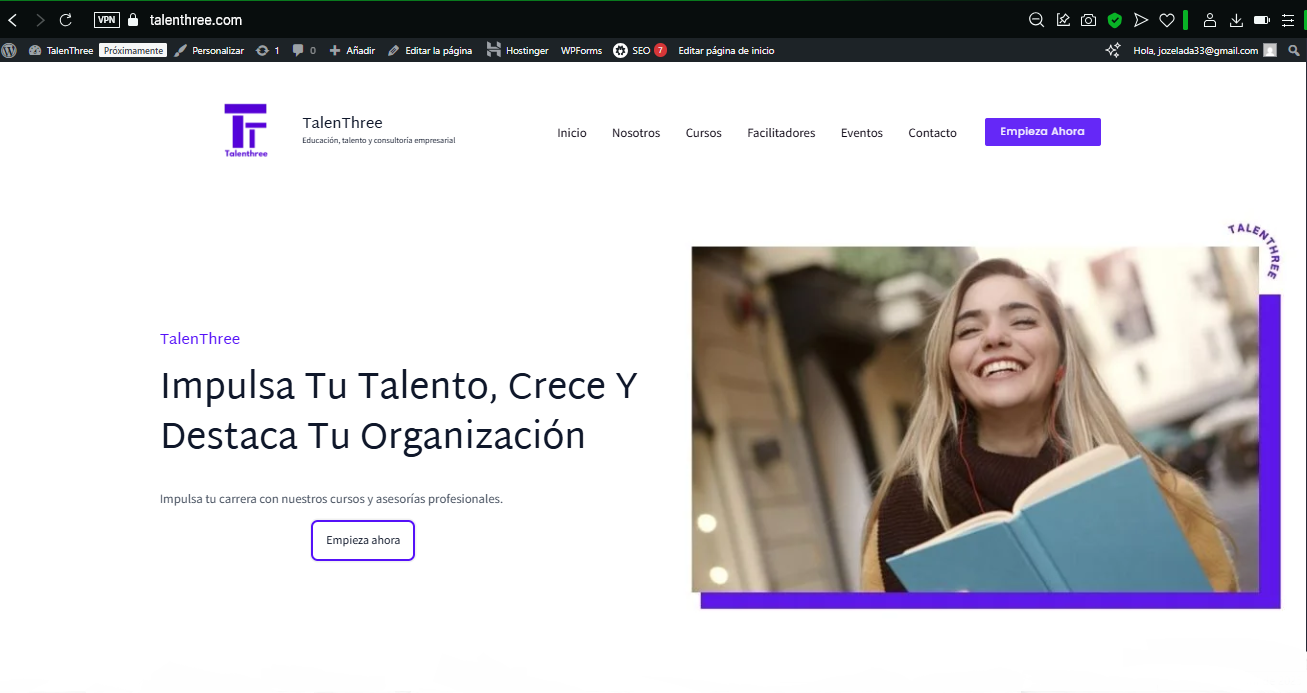 VPN talenthree.com
TalenThree Próximamente Personalizar 1 0 Añadir Editar la página Hostinger WPForms SEO 7 Editar página de inicio Hola, jozelada33@gmail.com
Talenthree
TalenThree
Educación, talento y consultoría empresarial
Inicio Nosotros Cursos Facilitadores Eventos Contacto Empieza Ahora
TALENTHREE
TalenThree
Impulsa Tu Talento, Crece Y
Destaca Tu Organización
Impulsa tu carrera con nuestros cursos y asesorías profesionales.
Empieza ahora